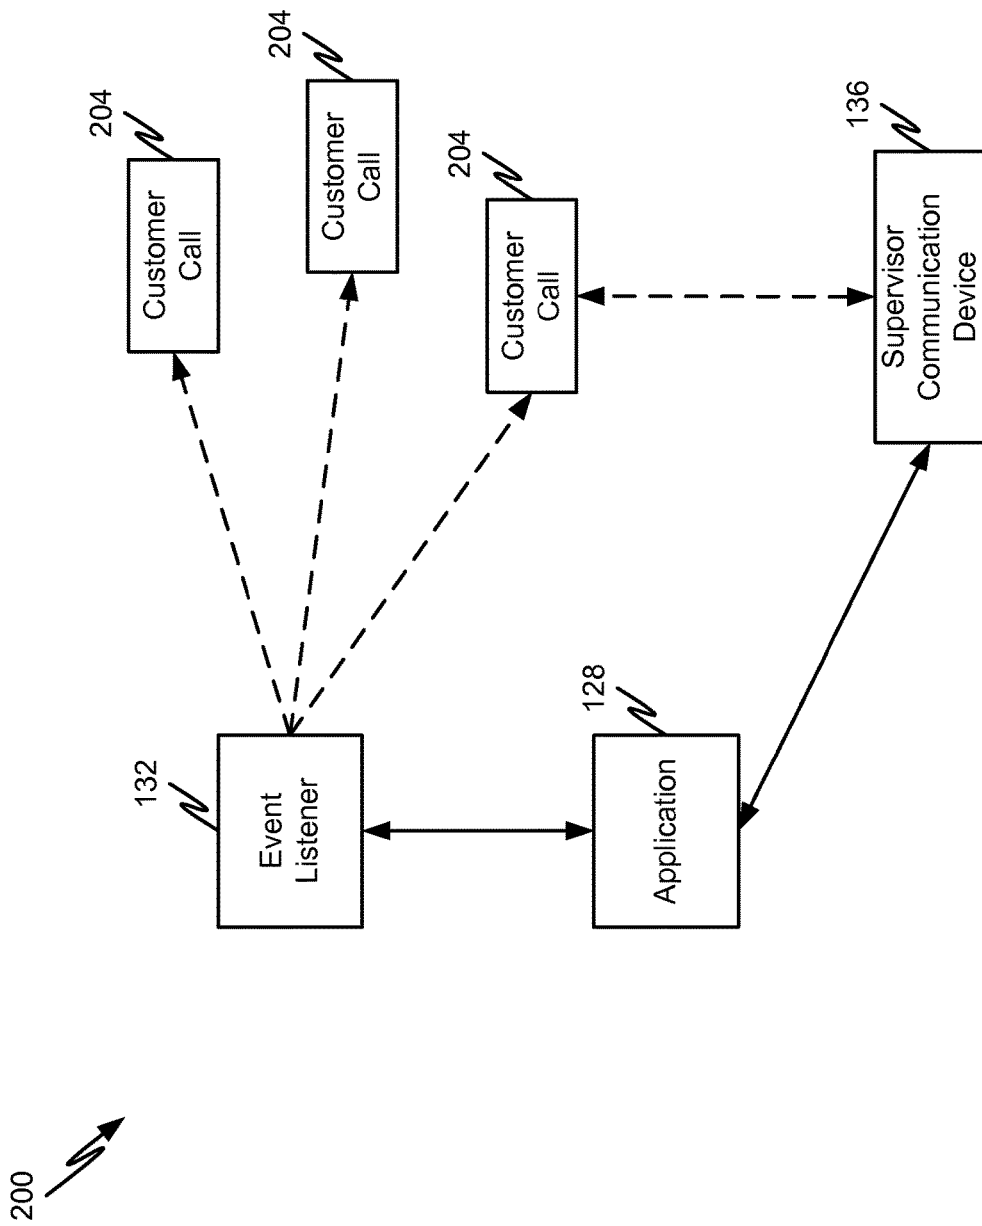 200
132
Event
Listener
204
Customer
Call
204
Customer
Call
204
Customer
Call
128
Application
136
Supervisor
Communication
Device